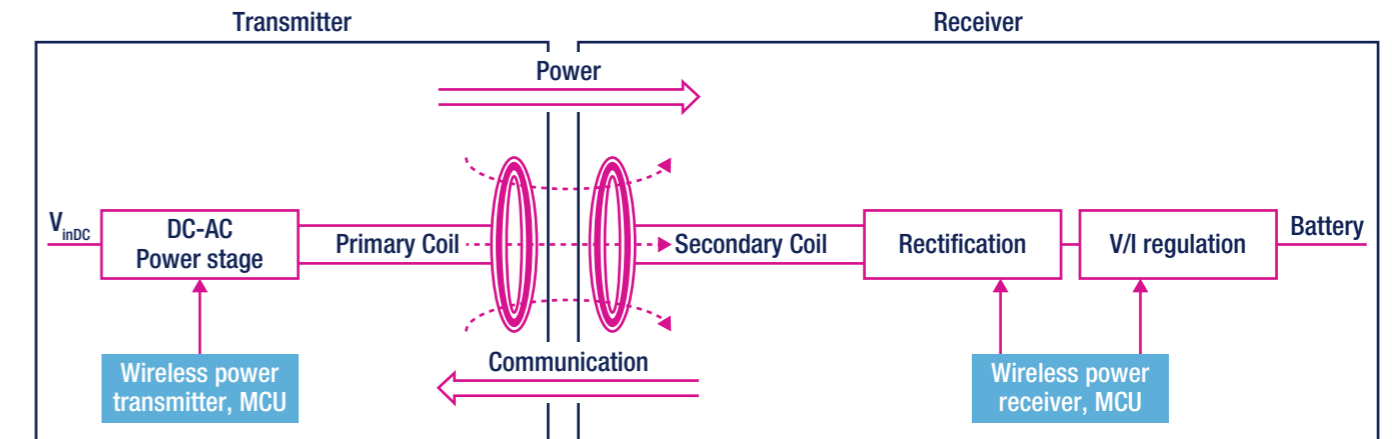 Transmitter
Receiver
Power
V_inDC
DC-AC
Power stage
Primary Coil
Secondary Coil
Rectification
V/I regulation
Battery
Communication
Wireless power
transmitter, MCU
Wireless power
receiver, MCU